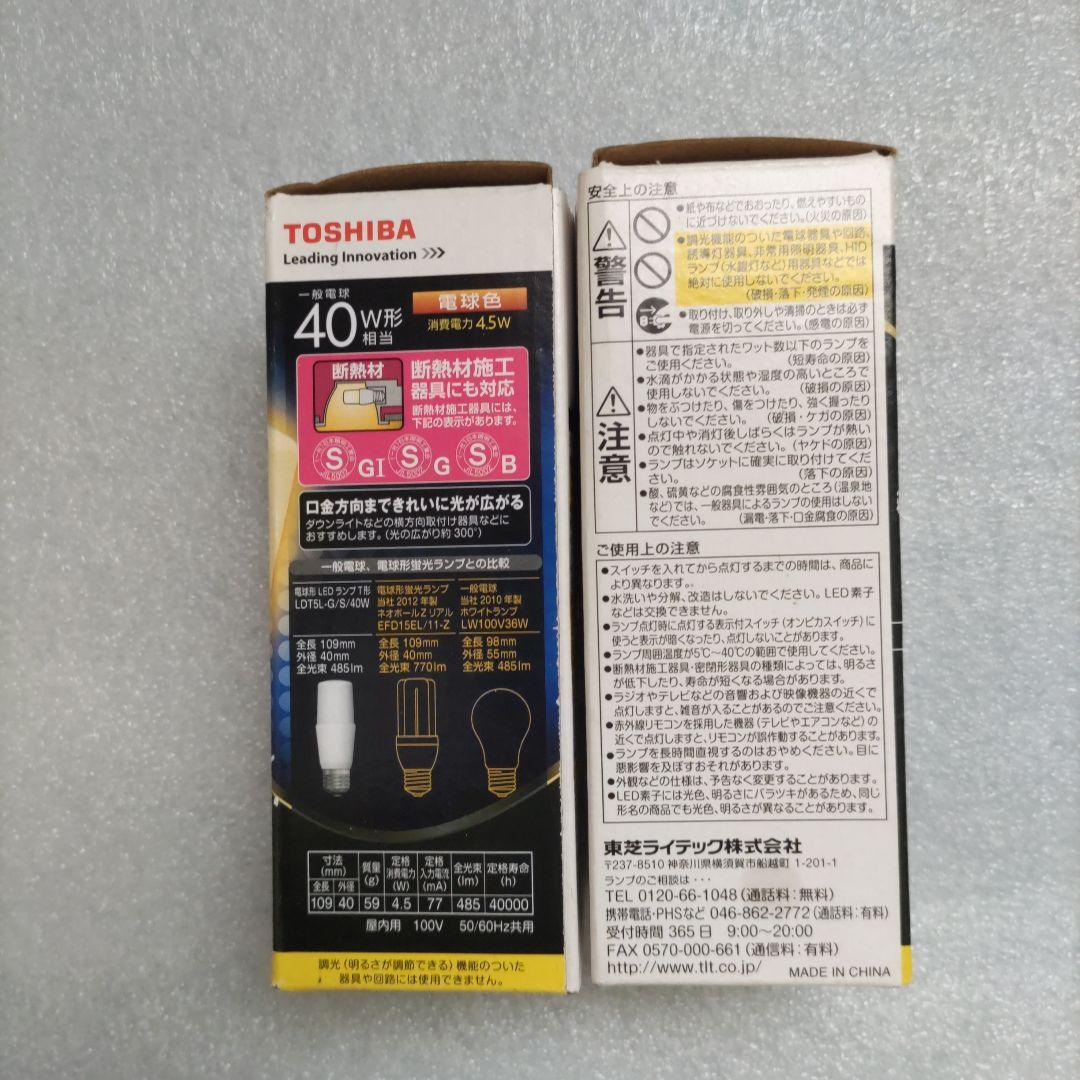 TOSHIBA
Leading Innovation >>>
一般電球
40W形
相当
電球色
消費電力 4.5W
断熱材
断熱材施工
器具にも対応
断熱材施工器具には、
下記の表示があります。
S GI S G S B
口金方向まできれいに光が広がる
ダウンライトなどの横方向取付け器具などに
おすすめします。(光の広がり約300°)
一般電球、電球形蛍光ランプとの比較
電球形LEDランプT形
LDT5L-G/S/40W
全長 109mm
外径 40mm
全光束 485lm
電球形蛍光ランプ
当社2012年製
ネオボールZリアル
EFD15EL/11-Z
全長 109mm
外径 40mm
全光束 770lm
一般電球
当社2010年製
ホワイトランプ
LW100V36W
全長 98mm
外径 55mm
全光束 485lm
寸法(mm) 質量(g) 定格消費電力(W) 定格入力電流(mA) 全光束(lm) 定格寿命(h)
全長 外径
109 40 59 4.5 77 485 40000
屋内用 100V 50/60Hz共用
調光(明るさが調節できる)機能のついた
器具や回路には使用できません。
安全上の注意
警告
●紙や布などでおおったり、燃えやすいもの
に近づけないでください。(火災の原因)
●調光機能のついた電球器具や回路、
誘導灯器具、非常用照明器具、HID
ランプ(水銀灯など)用器具などでは
絶対に使用しないでください。
(破損・落下・発煙の原因)
●取り付け、取り外しや清掃のときは必ず
電源を切ってください。(感電の原因)
注意
●器具で指定されたワット数以下のランプを
ご使用ください。 (短寿命の原因)
●水滴がかかる状態や湿度の高いところで
使用しないでください。 (破損の原因)
●物をぶつけたり、傷をつけたり、強く握ったり
しないでください。 (破損・ケガの原因)
●点灯中や消灯後しばらくはランプが熱い
ので触れないでください。 (ヤケドの原因)
●ランプはソケットに確実に取り付けてくだ
さい。 (落下の原因)
●酸、硫黄などの腐食性雰囲気のところ(温泉地
など)では、一般器具によるランプの使用はしない
でください。 (漏電・落下・口金腐食の原因)
ご使用上の注意
●スイッチを入れてから点灯するまでの時間は、商品に
より異なります。
●水洗いや分解、改造はしないでください。LED素子
などは交換できません。
●ランプ点灯時に点灯する表示付スイッチ(オンピカスイッチ)に
使うと表示が暗くなったり、点灯しないことがあります。
●ランプ周囲温度が5℃~40℃の範囲で使用してください。
●断熱材施工器具・密閉形器具の種類によっては、明るさ
が低下したり、寿命が短くなる場合があります。
●ラジオやテレビなどの音響および映像機器の近くで
点灯しますと、雑音が入ることがあるのでご注意ください。
●赤外線リモコンを採用した機器(テレビやエアコンなど)の
近くで点灯しますと、リモコンが誤作動することがあります。
●ランプを長時間直視するのはおやめください。目に
悪影響を及ぼすおそれがあります。
●外観などの仕様は、予告なく変更することがあります。
●LED素子には光色、明るさにバラツキがあるため、同じ
形名の商品でも光色、明るさが異なることがあります。
東芝ライテック株式会社
〒237-8510 神奈川県横須賀市船越町 1-201-1
ランプのご相談は・・・
TEL 0120-66-1048(通話料:無料)
携帯電話・PHSなど 046-862-2772(通話料:有料)
受付時間 365日 9:00~20:00
FAX 0570-000-661(通信料:有料)
http://www.tlt.co.jp/ MADE IN CHINA